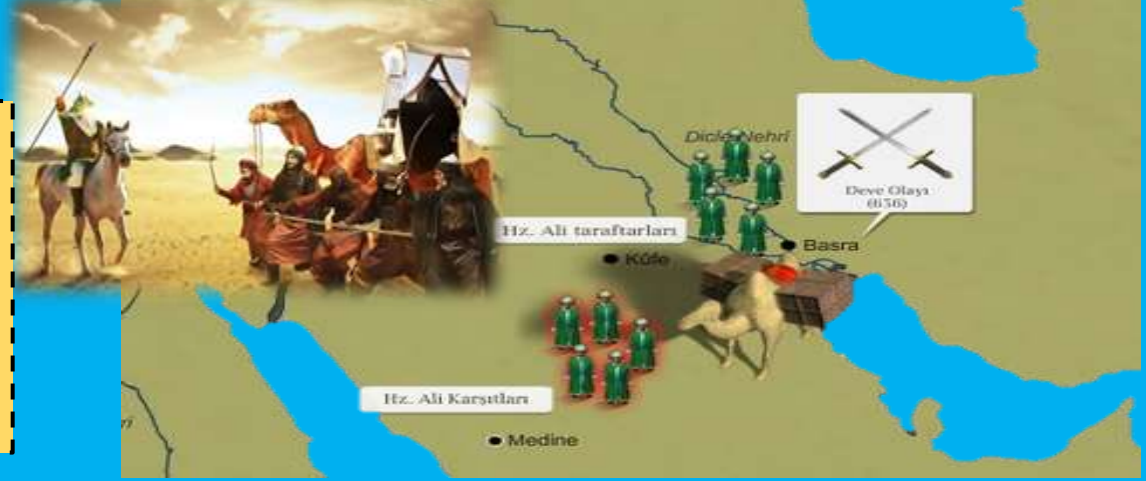 Dicle Nehri
Deve Olayı
(656)
Hz. Ali taraftarları
Basra
Kûfe
Hz. Ali Karşıtları
Medine